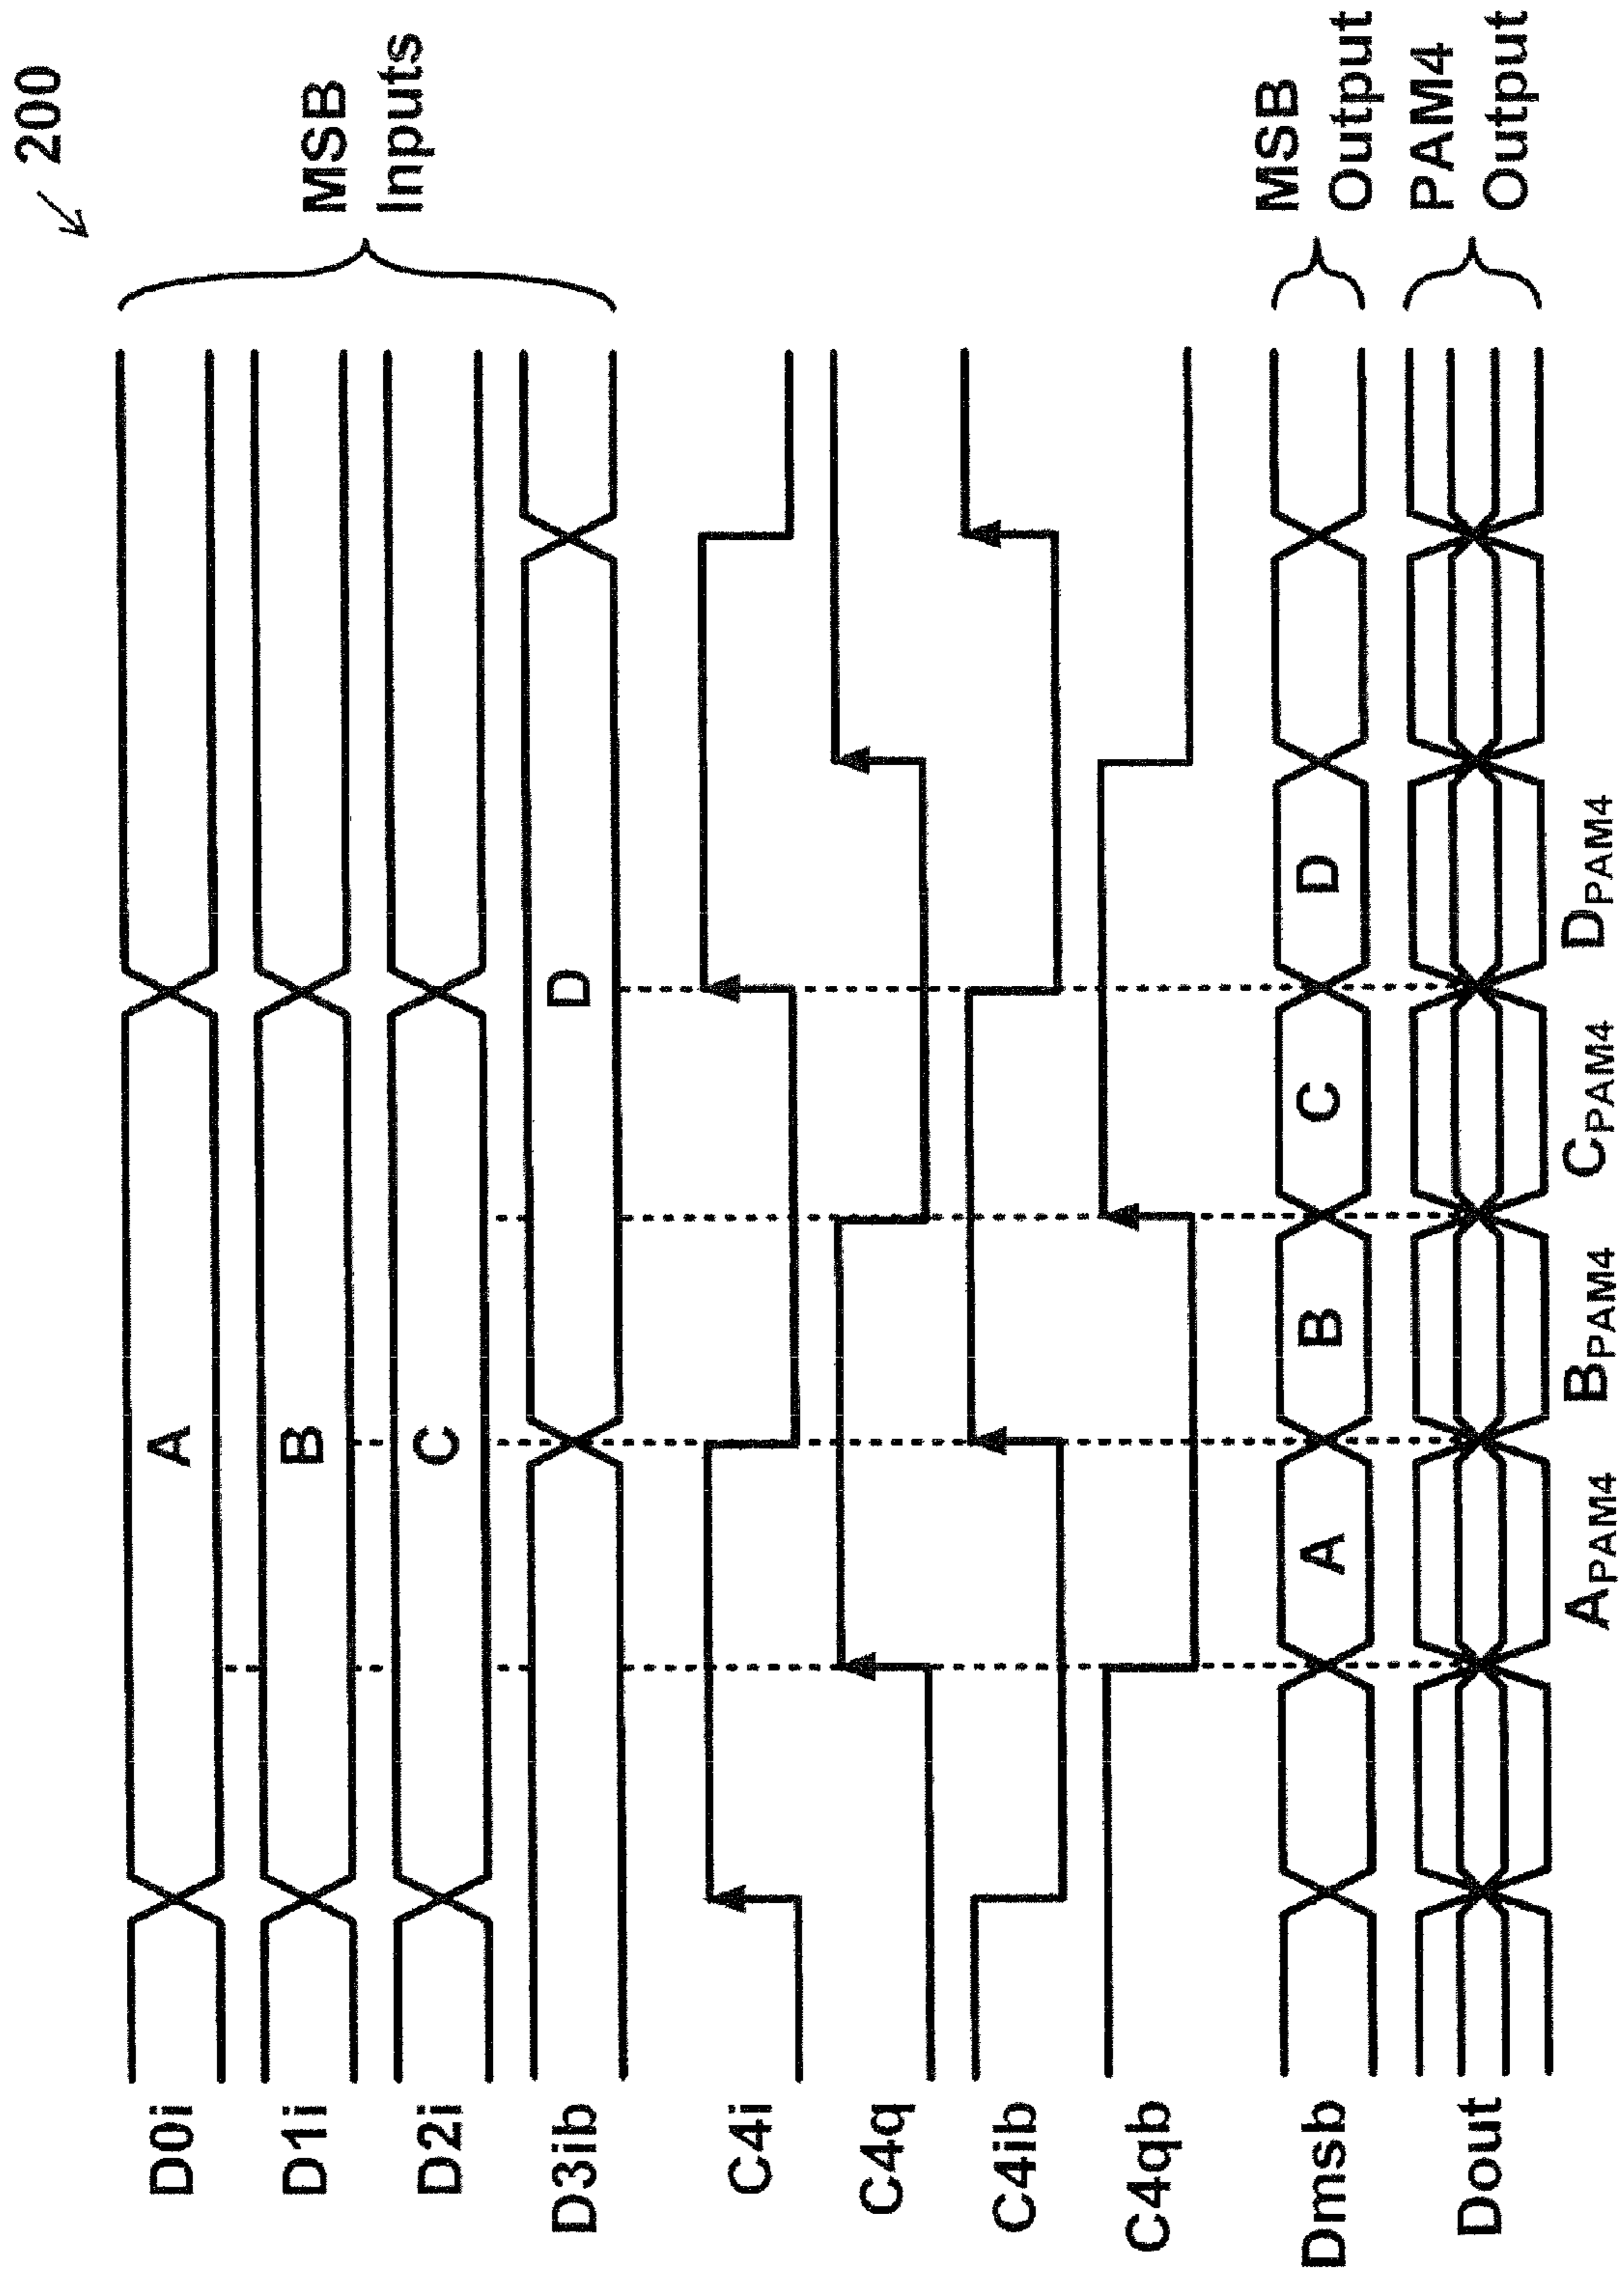 200
MSB
Inputs
D0i
A
D1i
B
D2i
C
D3ib
D
C4i
C4q
C4ib
C4qb
Dmsb
A
B
C
D
MSB
Output
Dout
PAM4
Output
APAM4
BPAM4
CPAM4
DPAM4